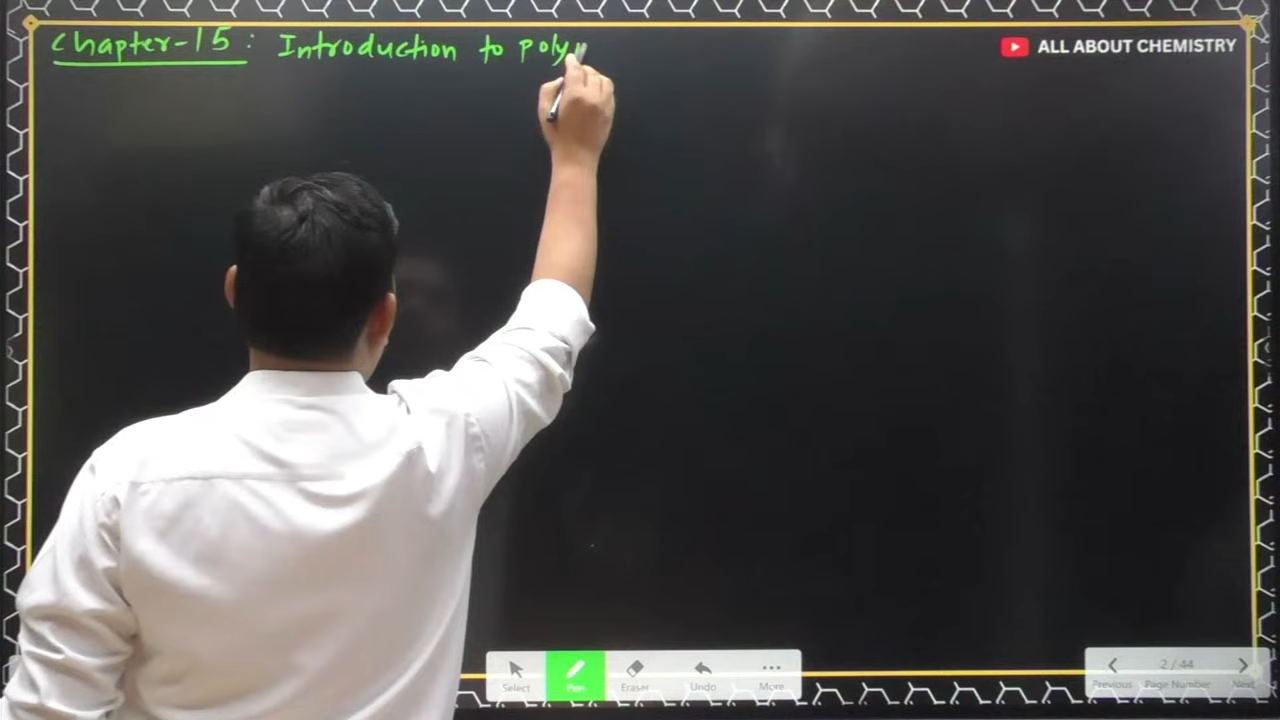 Chapter-15 : Introduction to poly
ALL ABOUT CHEMISTRY
Select Pen Eraser Undo More
2 / 44
Previous Page Number Next